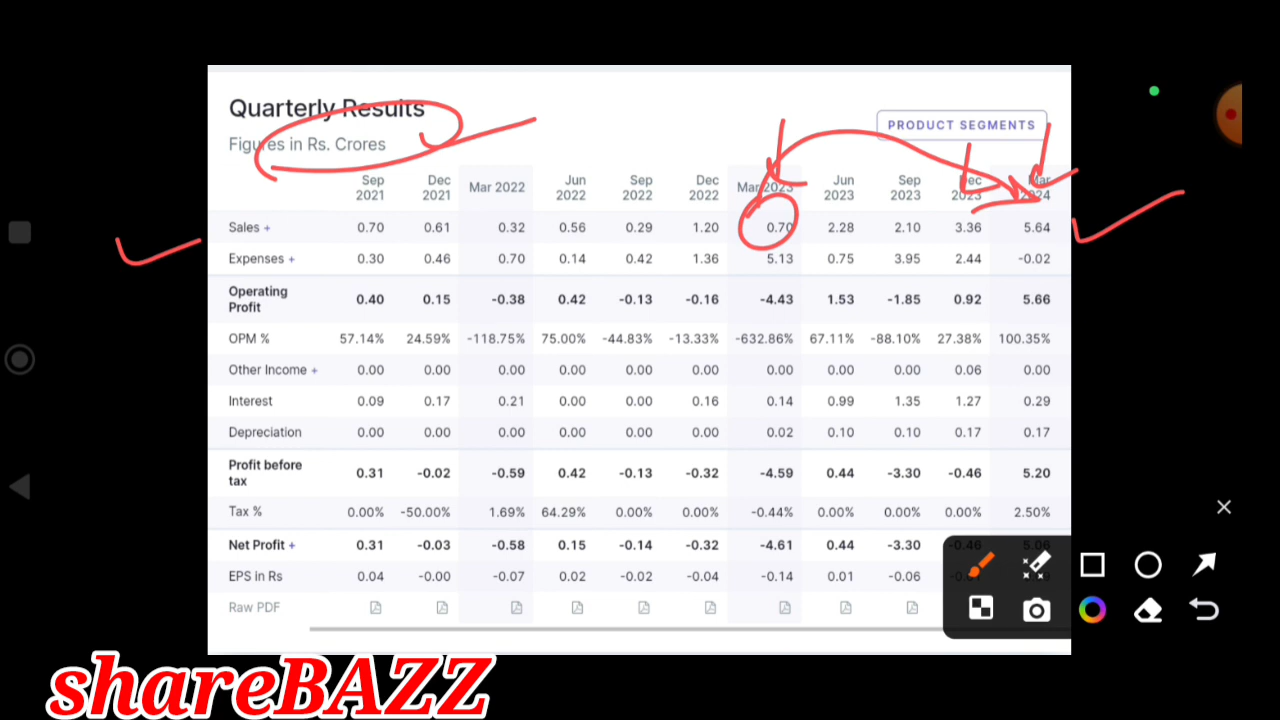 Quarterly Results
PRODUCT SEGMENTS
Figures in Rs. Crores
Sep 2021 Dec 2021 Mar 2022 Jun 2022 Sep 2022 Dec 2022 Mar 2023 Jun 2023 Sep 2023 Dec 2023 Mar 2024
Sales + 0.70 0.61 0.32 0.56 0.29 1.20 0.70 2.28 2.10 3.36 5.64
Expenses + 0.30 0.46 0.70 0.14 0.42 1.36 5.13 0.75 3.95 2.44 -0.02
Operating Profit 0.40 0.15 -0.38 0.42 -0.13 -0.16 -4.43 1.53 -1.85 0.92 5.66
OPM % 57.14% 24.59% -118.75% 75.00% -44.83% -13.33% -632.86% 67.11% -88.10% 27.38% 100.35%
Other Income + 0.00 0.00 0.00 0.00 0.00 0.00 0.00 0.00 0.00 0.06 0.00
Interest 0.09 0.17 0.21 0.00 0.00 0.16 0.14 0.99 1.35 1.27 0.29
Depreciation 0.00 0.00 0.00 0.00 0.00 0.00 0.02 0.10 0.10 0.17 0.17
Profit before tax 0.31 -0.02 -0.59 0.42 -0.13 -0.32 -4.59 0.44 -3.30 -0.46 5.20
Tax % 0.00% -50.00% 1.69% 64.29% 0.00% 0.00% -0.44% 0.00% 0.00% 0.00% 2.50%
Net Profit + 0.31 -0.03 -0.58 0.15 -0.14 -0.32 -4.61 0.44 -3.30 -0.46 5.06
EPS in Rs 0.04 -0.00 -0.07 0.02 -0.02 -0.04 -0.14 0.01 -0.06
Raw PDF
shareBAZZ